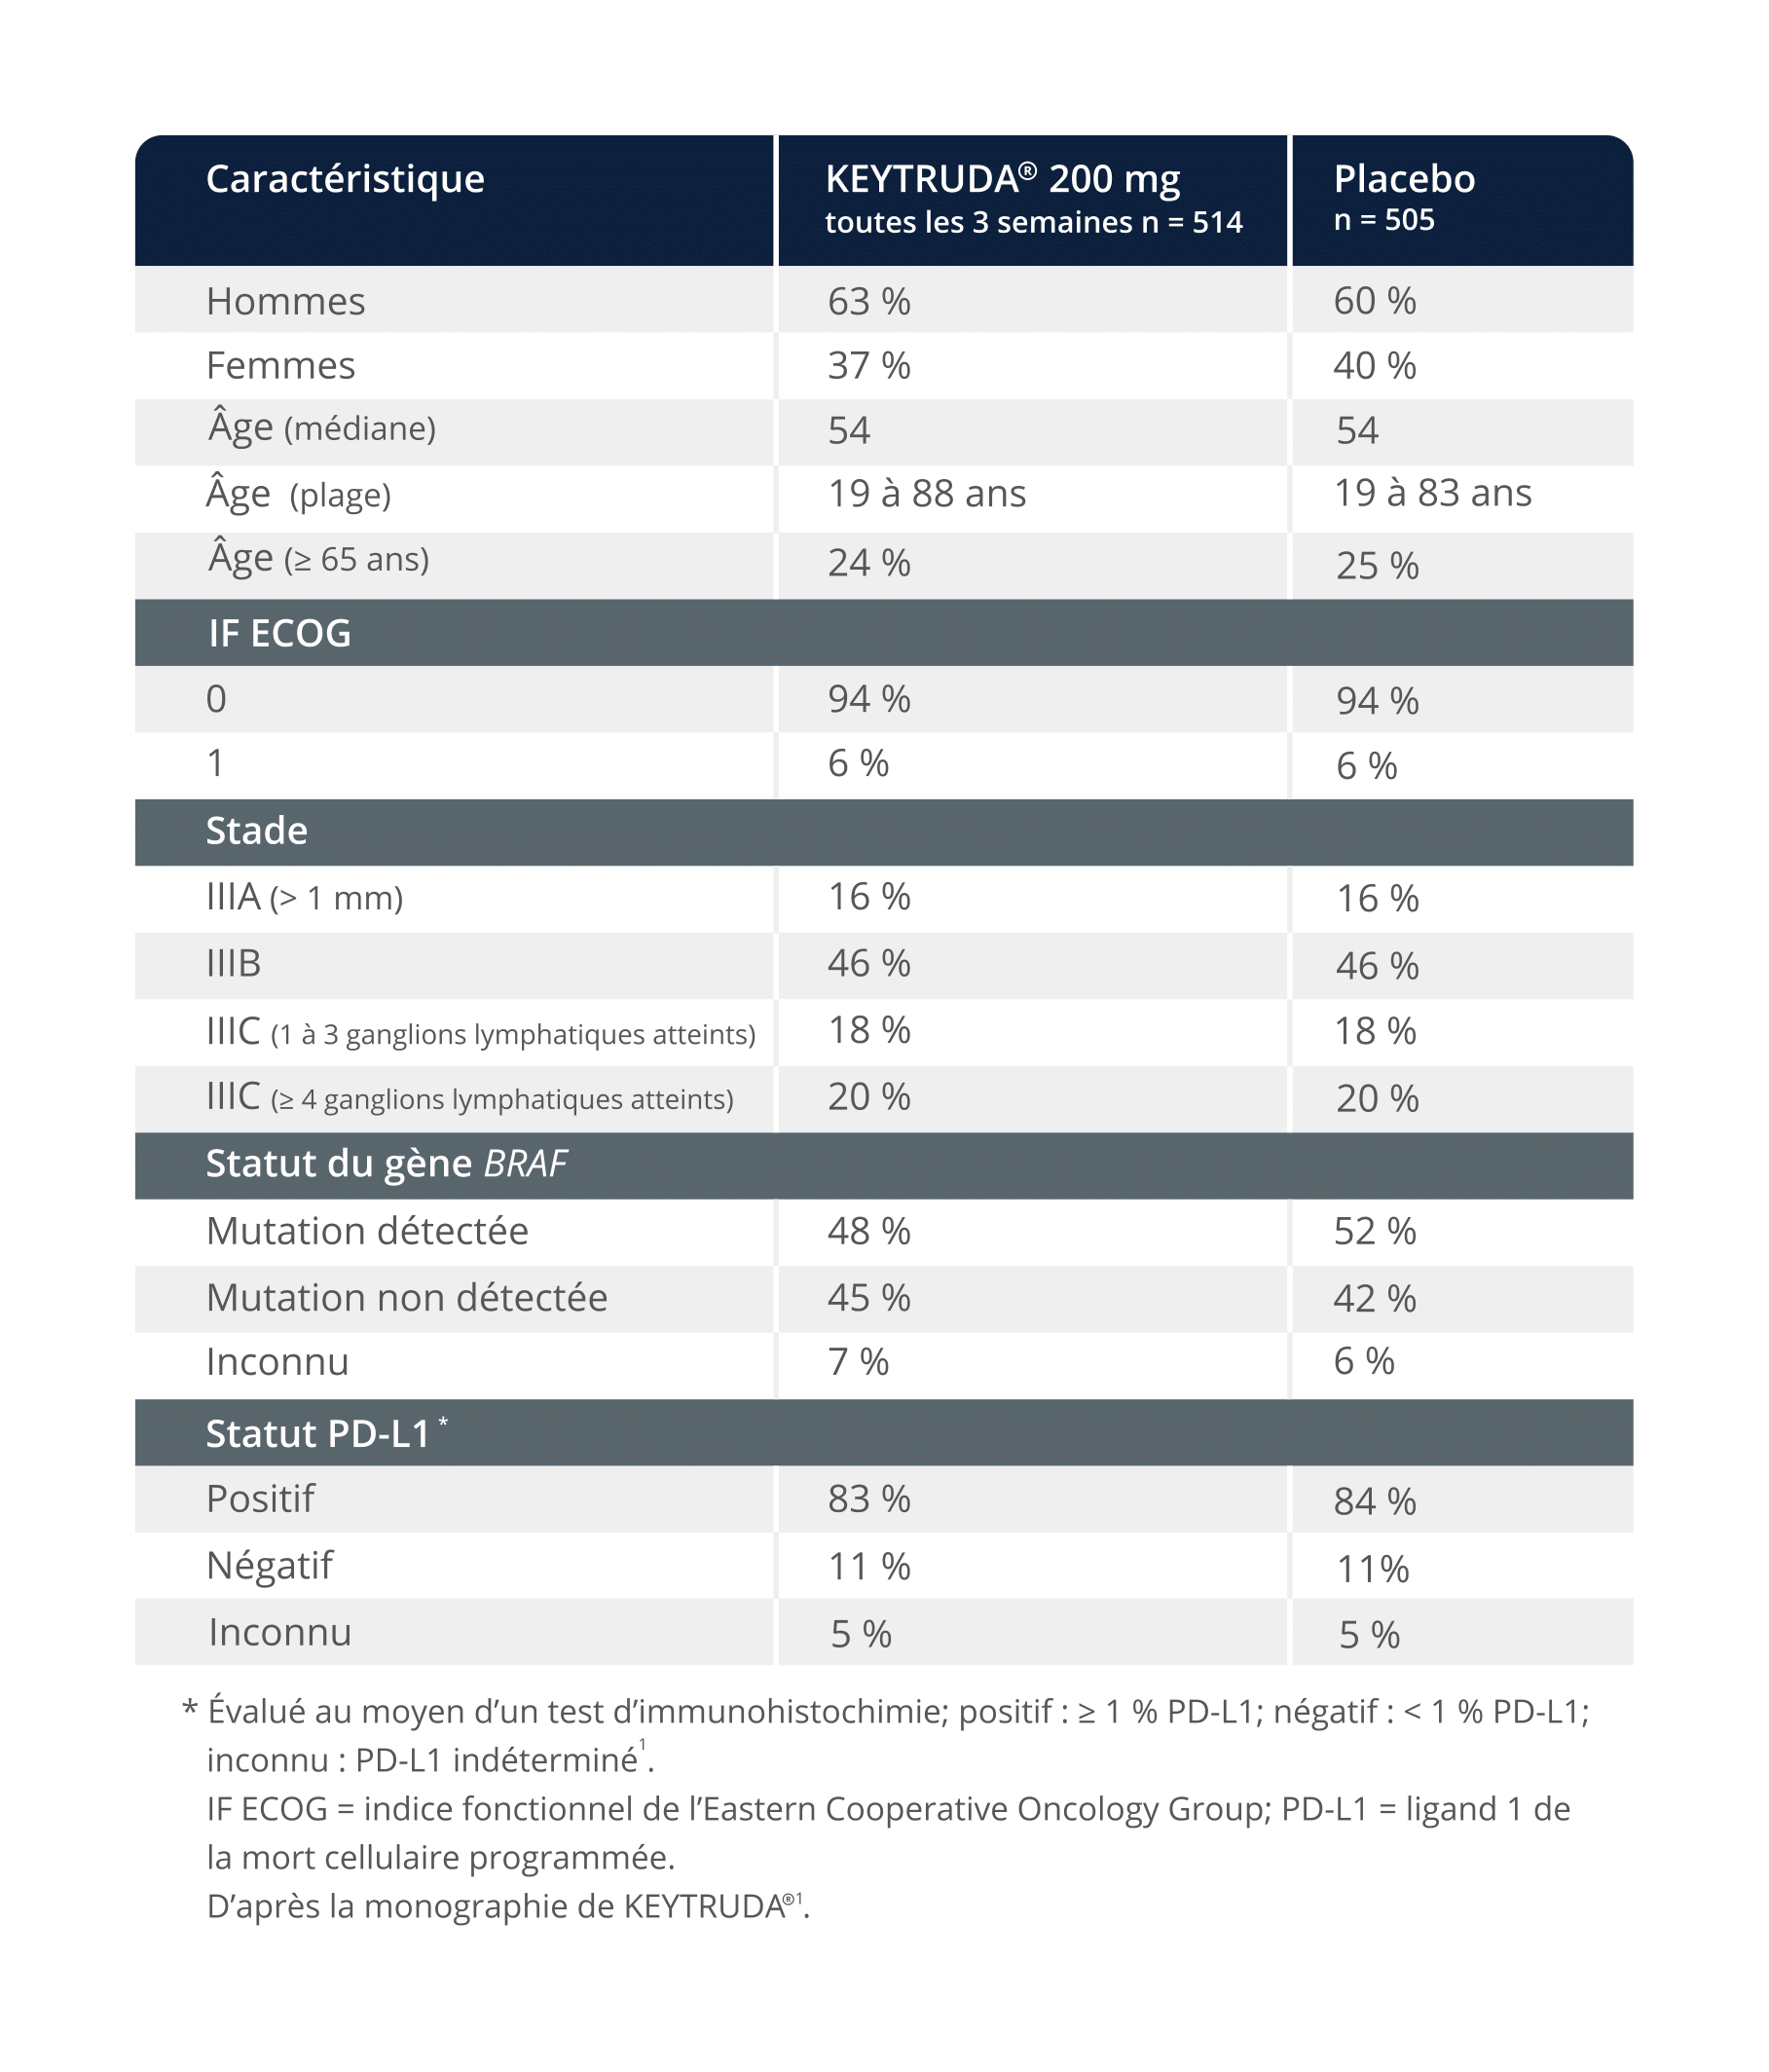 Caractéristique KEYTRUDA® 200 mg Placebo
toutes les 3 semaines n = 514 n = 505
Hommes 63 % 60 %
Femmes 37 % 40 %
Âge (médiane) 54 54
Âge (plage) 19 à 88 ans 19 à 83 ans
Âge (≥ 65 ans) 24 % 25 %
IF ECOG
0 94 % 94 %
1 6 % 6 %
Stade
IIIA (> 1 mm) 16 % 16 %
IIIB 46 % 46 %
IIIC (1 à 3 ganglions lymphatiques atteints) 18 % 18 %
IIIC (≥ 4 ganglions lymphatiques atteints) 20 % 20 %
Statut du gène BRAF
Mutation détectée 48 % 52 %
Mutation non détectée 45 % 42 %
Inconnu 7 % 6 %
Statut PD-L1 *
Positif 83 % 84 %
Négatif 11 % 11%
Inconnu 5 % 5 %
* Évalué au moyen d’un test d’immunohistochimie; positif : ≥ 1 % PD-L1; négatif : < 1 % PD-L1;
inconnu : PD-L1 indéterminé¹.
IF ECOG = indice fonctionnel de l’Eastern Cooperative Oncology Group; PD-L1 = ligand 1 de
la mort cellulaire programmée.
D’après la monographie de KEYTRUDA®¹.